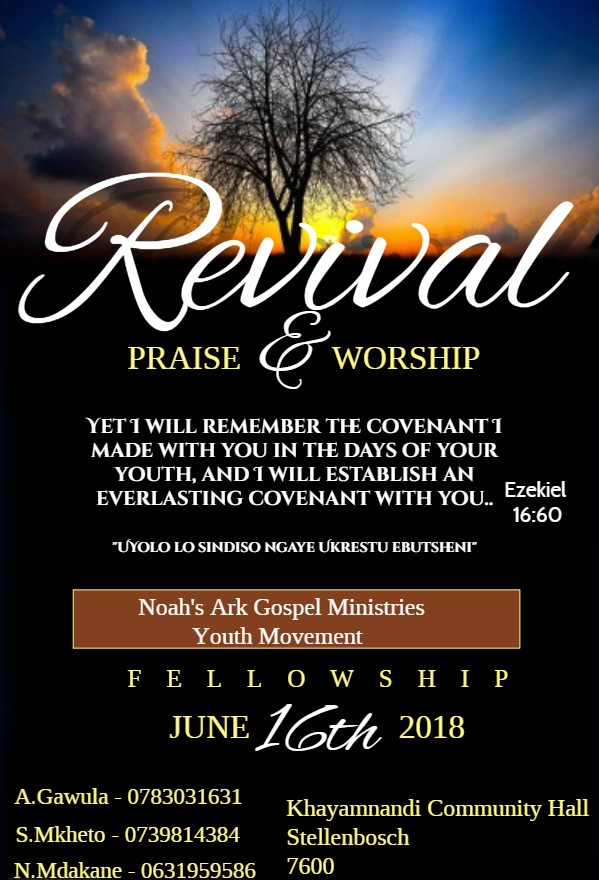 Revival
&
PRAISE WORSHIP
YET I WILL REMEMBER THE COVENANT I
MADE WITH YOU IN THE DAYS OF YOUR
YOUTH, AND I WILL ESTABLISH AN
EVERLASTING COVENANT WITH YOU..
Ezekiel
16:60
"UYOLO LO SINDISO NGAYE UKRESTU EBUTSHENI"
Noah's Ark Gospel Ministries
Youth Movement
FELLOWSHIP
JUNE 16th 2018
A.Gawula - 0783031631
S.Mkheto - 0739814384
N.Mdakane - 0631959586
Khayamnandi Community Hall
Stellenbosch
7600